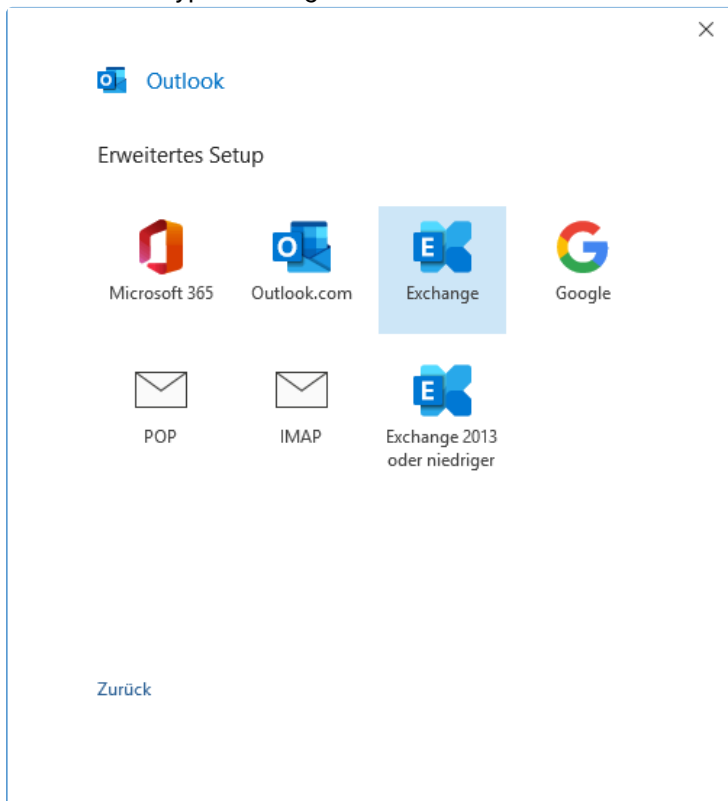 Outlook
Erweitertes Setup
Microsoft 365
Outlook.com
Exchange
Google
POP
IMAP
Exchange 2013
oder niedriger
Zurück